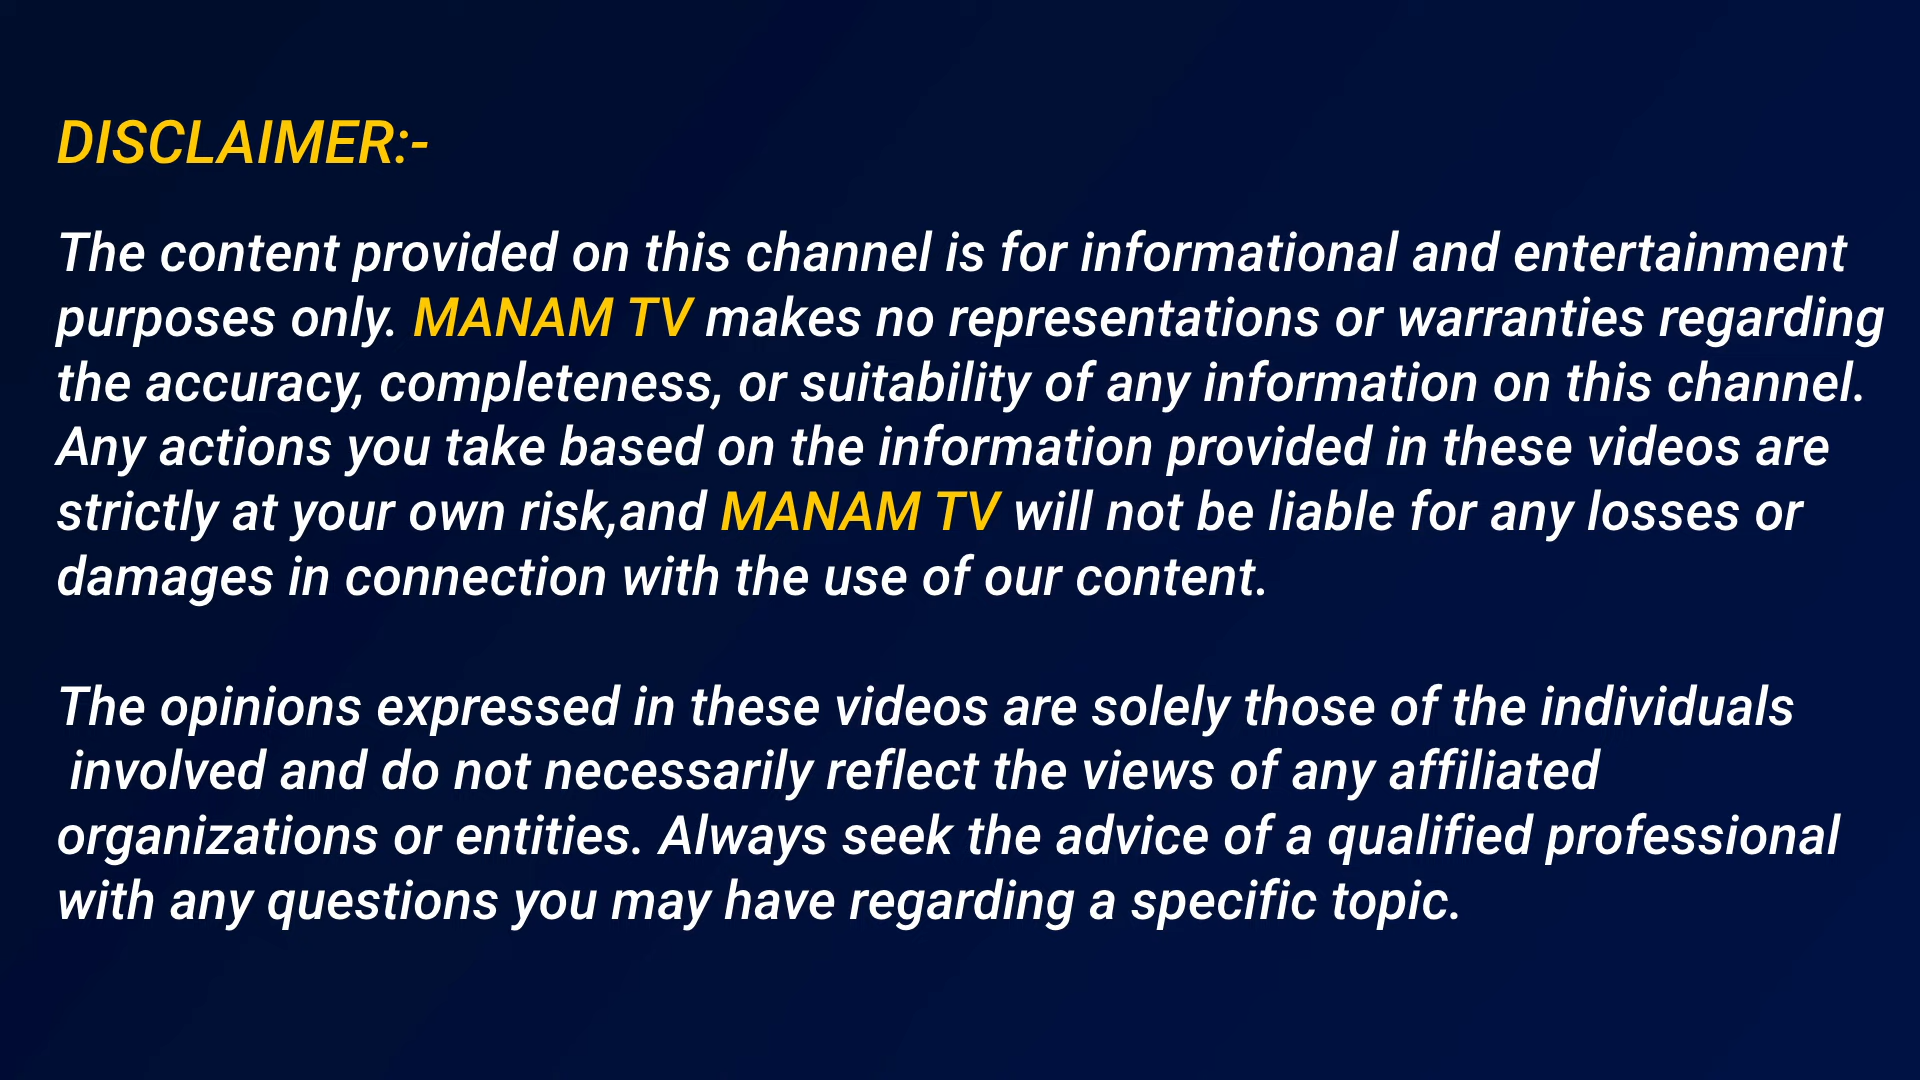 DISCLAIMER:-
The content provided on this channel is for informational and entertainment
purposes only. MANAM TV makes no representations or warranties regarding
the accuracy, completeness, or suitability of any information on this channel.
Any actions you take based on the information provided in these videos are
strictly at your own risk,and MANAM TV will not be liable for any losses or
damages in connection with the use of our content.
The opinions expressed in these videos are solely those of the individuals
involved and do not necessarily reflect the views of any affiliated
organizations or entities. Always seek the advice of a qualified professional
with any questions you may have regarding a specific topic.